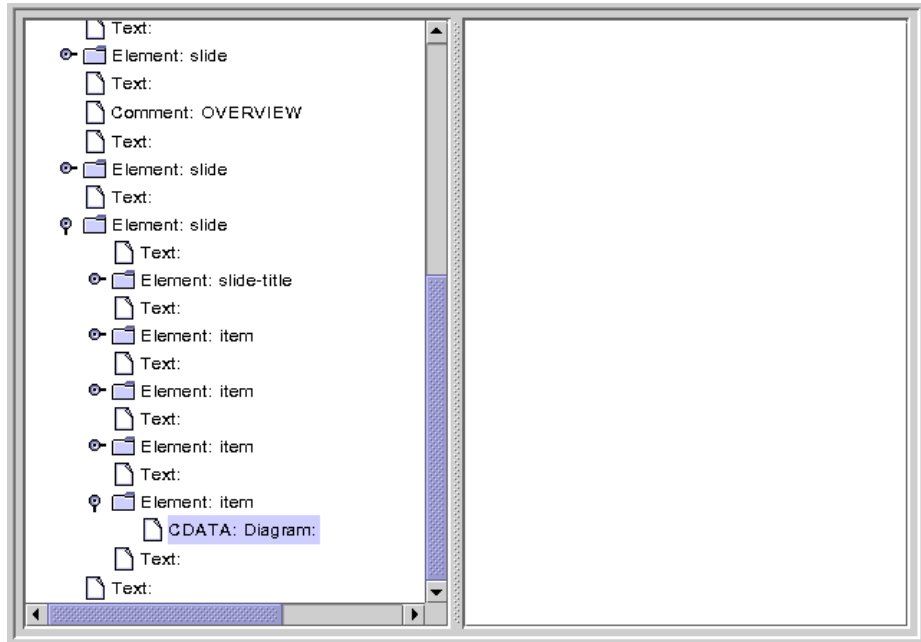 Text:
Element: slide
Text:
Comment: OVERVIEW
Text:
Element: slide
Text:
Element: slide
Text:
Element: slide-title
Text:
Element: item
Text:
Element: item
Text:
Element: item
Text:
Element: item
CDATA: Diagram:
Text:
Text: